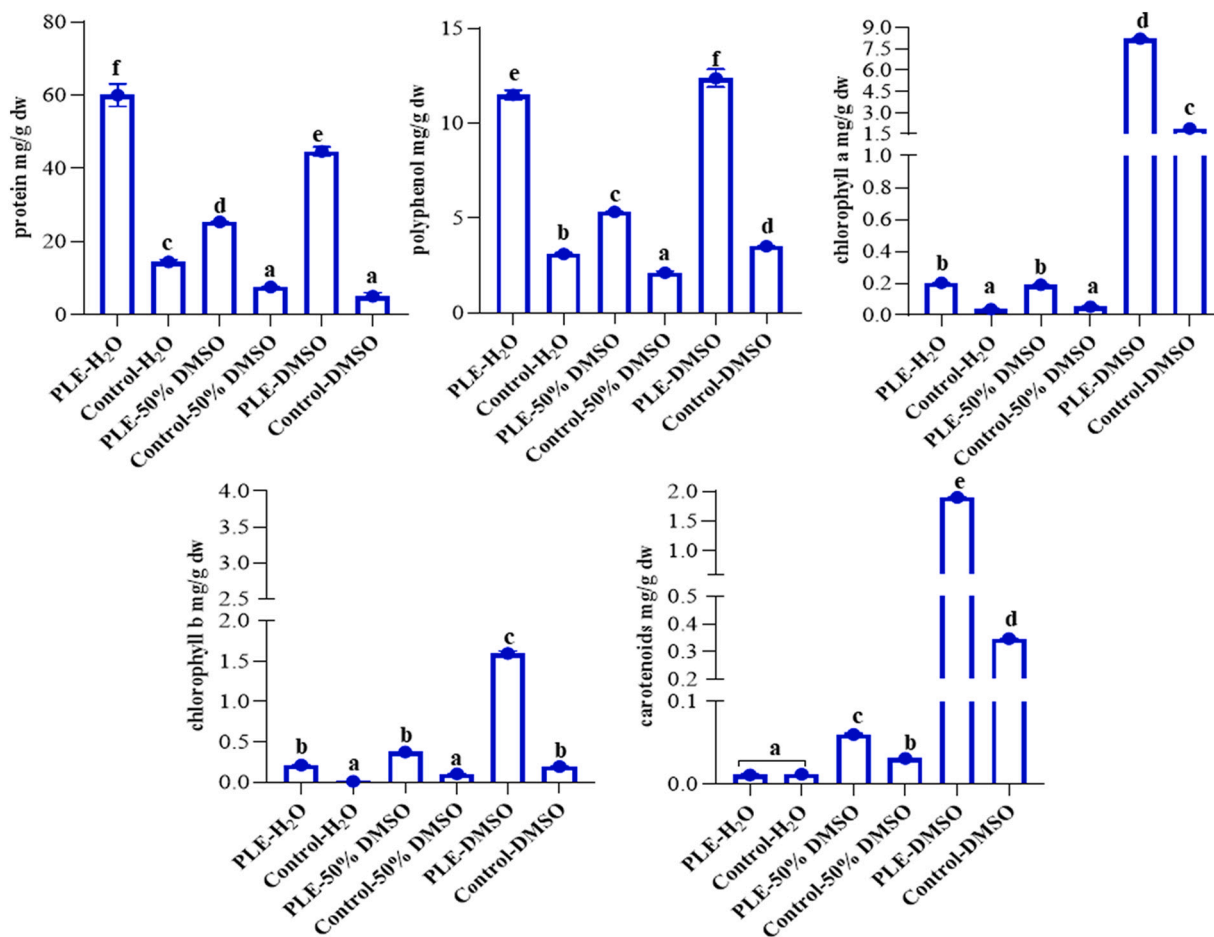 protein mg/g dw
80
60
40
20
0
f
c
d
a
e
a
PLE-H₂O
Control-H₂O
PLE-50% DMSO
Control-50% DMSO
PLE-DMSO
Control-DMSO
polyphenol mg/g dw
15
10
5
0
e
b
c
a
f
d
PLE-H₂O
Control-H₂O
PLE-50% DMSO
Control-50% DMSO
PLE-DMSO
Control-DMSO
chlorophyll a mg/g dw
9.0
7.5
6.0
4.5
3.0
1.5
1.0
0.8
0.6
0.4
0.2
0.0
b
a
b
a
d
c
PLE-H₂O
Control-H₂O
PLE-50% DMSO
Control-50% DMSO
PLE-DMSO
Control-DMSO
chlorophyll b mg/g dw
4.0
3.5
3.0
2.5
2.0
1.5
1.0
0.5
0.0
b
a
b
a
c
b
PLE-H₂O
Control-H₂O
PLE-50% DMSO
Control-50% DMSO
PLE-DMSO
Control-DMSO
carotenoids mg/g dw
2.0
1.5
1.0
0.5
0.4
0.3
0.2
0.1
0.0
a
c
b
e
d
PLE-H₂O
Control-H₂O
PLE-50% DMSO
Control-50% DMSO
PLE-DMSO
Control-DMSO